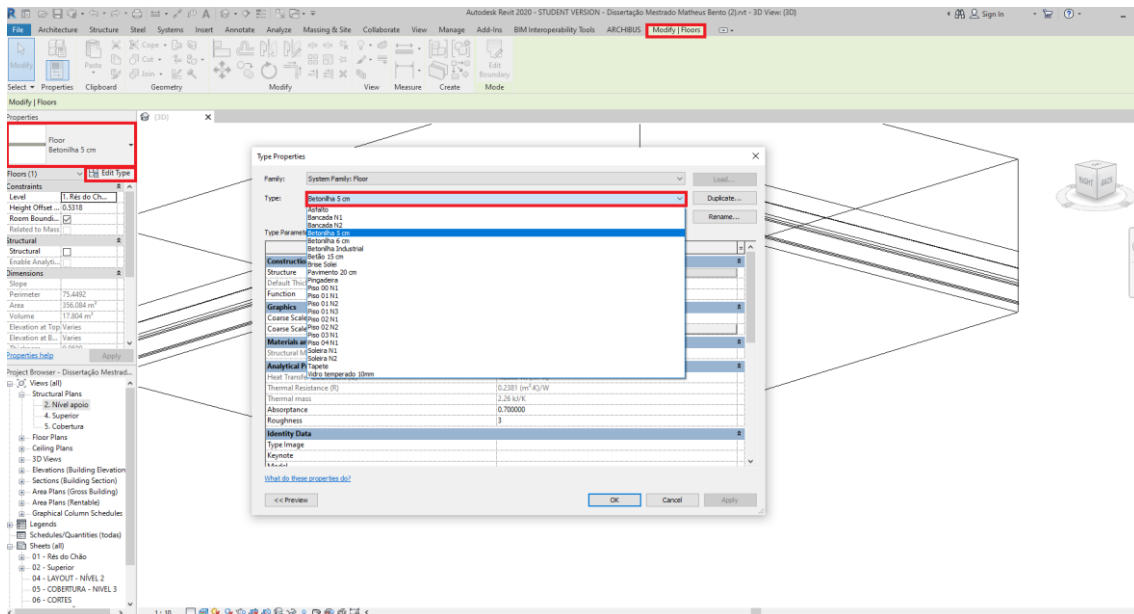 Autodesk Revit 2020 - STUDENT VERSION - Dissertação Mestrado Matheus Bento (2).rvt - 3D View: {3D}
Sign In
File Architecture Structure Steel Systems Insert Annotate Analyze Massing & Site Collaborate View Manage Add-Ins BIM Interoperability Tools ARCHIBUS Modify | Floors
Modify
Paste
Cope
Cut
Join
Edit
Boundary
Select Properties Clipboard Geometry Modify View Measure Create Mode
Modify | Floors
Properties
{3D}
Floor
Betonilha 5 cm
Floors (1)
Edit Type
Constraints
Level 1. Rés do Ch...
Height Offset ... 0.5318
Room Boundi...
Related to Mass
Structural
Structural
Enable Analyti...
Dimensions
Slope
Perimeter 75.4492
Area 356.084 m²
Volume 17.804 m³
Elevation at Top Varies
Elevation at B... Varies
Properties help
Apply
Project Browser - Dissertação Mestrad...
Views (all)
Structural Plans
2. Nível apoio
4. Superior
5. Cobertura
Floor Plans
Ceiling Plans
3D Views
Elevations (Building Elevation
Sections (Building Section)
Area Plans (Gross Building)
Area Plans (Rentable)
Graphical Column Schedules
Legends
Schedules/Quantities (todas)
Sheets (all)
01 - Rés do Chão
02 - Superior
04 - LAYOUT - NÍVEL 2
05 - COBERTURA - NIVEL 3
06 - CORTES
Type Properties
Family: System Family: Floor
Load...
Type: Betonilha 5 cm
Duplicate...
Rename...
Type Paramet
Asfalto
Bancada N1
Bancada N2
Betonilha 5 cm
Betonilha 6 cm
Betonilha Industrial
Betão 15 cm
Brise Solei
Pavimento 20 cm
Pingadeira
Piso 00 N1
Piso 01 N1
Piso 01 N2
Piso 01 N3
Piso 02 N1
Piso 02 N2
Piso 03 N1
Piso 04 N1
Soleira N1
Soleira N2
Tapete
Vidro temperado 10mm
Constructio
Structure
Default Thic
Function
Graphics
Coarse Scale
Coarse Scale
Materials an
Structural M
Analytical P
Heat Transfe
Thermal Resistance (R) 0.2381 (m²·K)/W
Thermal mass 2.26 kJ/K
Absorptance 0.700000
Roughness 3
Identity Data
Type Image
Keynote
Model
What do these properties do?
<< Preview
OK
Cancel
Apply
RIGHT
BACK
1 : 10